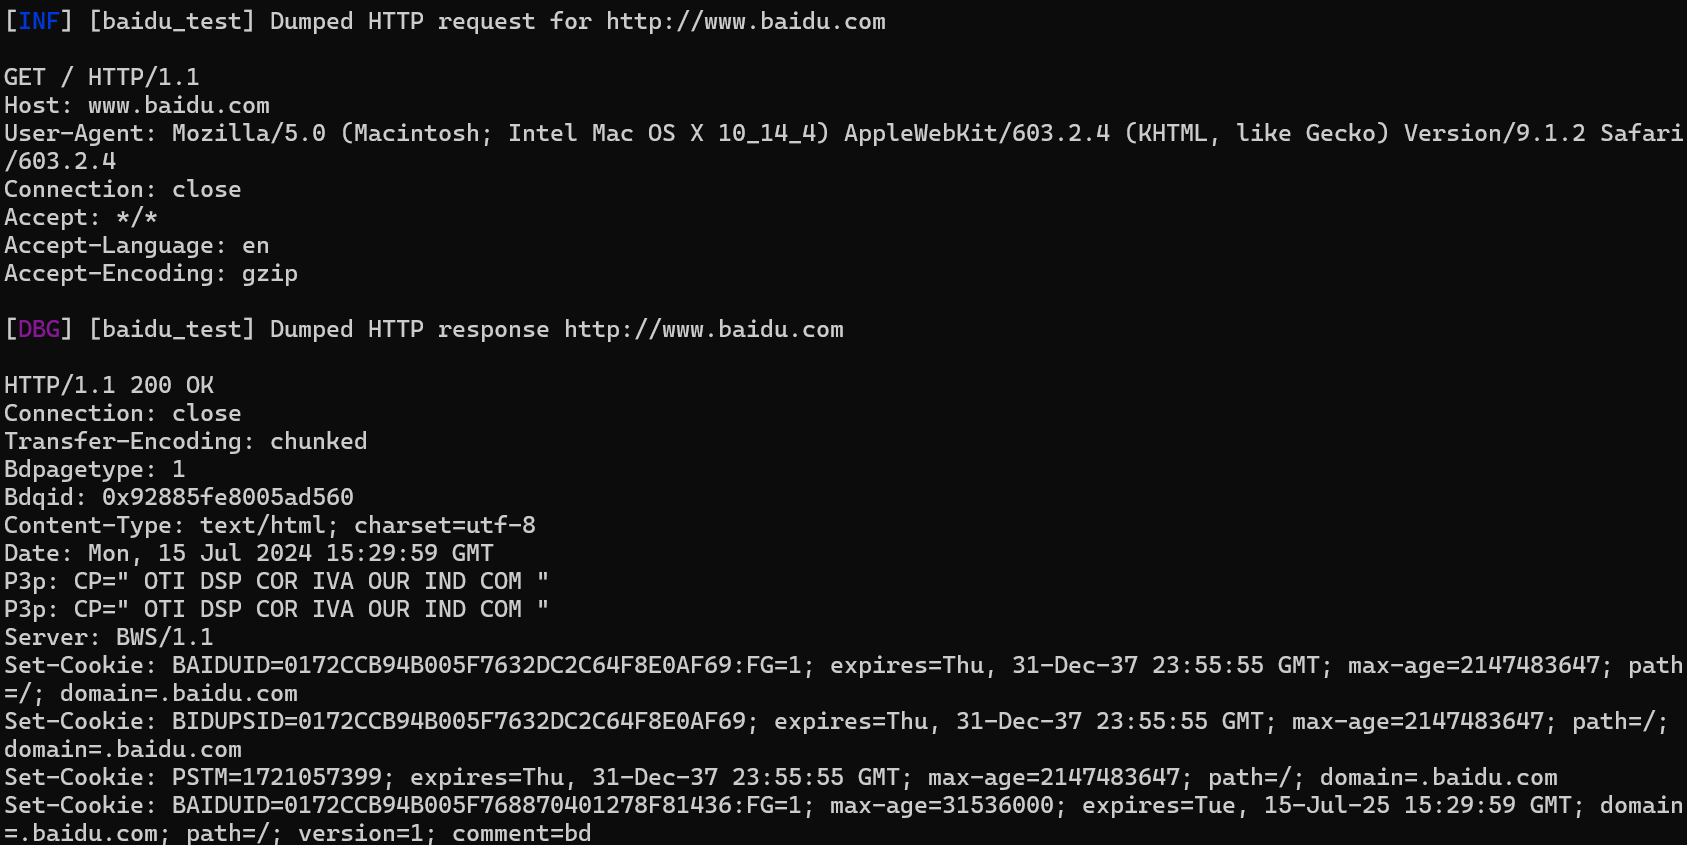 [INF] [baidu_test] Dumped HTTP request for http://www.baidu.com
GET / HTTP/1.1
Host: www.baidu.com
User-Agent: Mozilla/5.0 (Macintosh; Intel Mac OS X 10_14_4) AppleWebKit/603.2.4 (KHTML, like Gecko) Version/9.1.2 Safari
/603.2.4
Connection: close
Accept: */*
Accept-Language: en
Accept-Encoding: gzip
[DBG] [baidu_test] Dumped HTTP response http://www.baidu.com
HTTP/1.1 200 OK
Connection: close
Transfer-Encoding: chunked
Bdpagetype: 1
Bdqid: 0x92885fe8005ad560
Content-Type: text/html; charset=utf-8
Date: Mon, 15 Jul 2024 15:29:59 GMT
P3p: CP=" OTI DSP COR IVA OUR IND COM "
P3p: CP=" OTI DSP COR IVA OUR IND COM "
Server: BWS/1.1
Set-Cookie: BAIDUID=0172CCB94B005F7632DC2C64F8E0AF69:FG=1; expires=Thu, 31-Dec-37 23:55:55 GMT; max-age=2147483647; path
=/; domain=.baidu.com
Set-Cookie: BIDUPSID=0172CCB94B005F7632DC2C64F8E0AF69; expires=Thu, 31-Dec-37 23:55:55 GMT; max-age=2147483647; path=/;
domain=.baidu.com
Set-Cookie: PSTM=1721057399; expires=Thu, 31-Dec-37 23:55:55 GMT; max-age=2147483647; path=/; domain=.baidu.com
Set-Cookie: BAIDUID=0172CCB94B005F768870401278F81436:FG=1; max-age=31536000; expires=Tue, 15-Jul-25 15:29:59 GMT; domain
=.baidu.com; path=/; version=1; comment=bd